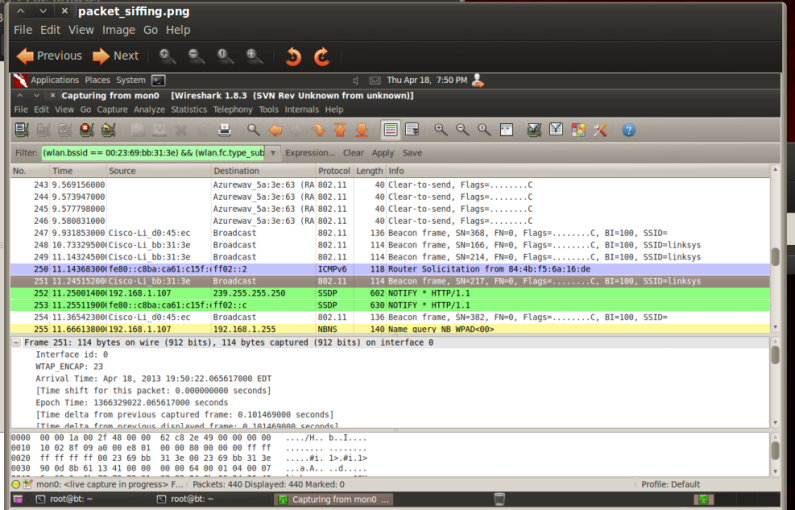 packet_siffing.png
File Edit View Image Go Help
Previous Next
Applications Places System Thu Apr 18, 7:50 PM
Capturing from mon0 [Wireshark 1.8.3 (SVN Rev Unknown from unknown)]
File Edit View Go Capture Analyze Statistics Telephony Tools Internals Help
Filter: (wlan.bssid == 00:23:69:bb:31:3e) && (wlan.fc.type_sub Expression... Clear Apply Save
No. Time Source Destination Protocol Length Info
243 9.569156000 Azurewav_5a:3e:63 (RA 802.11 40 Clear-to-send, Flags=........C
244 9.573947000 Azurewav_5a:3e:63 (RA 802.11 40 Clear-to-send, Flags=........C
245 9.577798000 Azurewav_5a:3e:63 (RA 802.11 40 Clear-to-send, Flags=........C
246 9.580831000 Azurewav_5a:3e:63 (RA 802.11 40 Clear-to-send, Flags=........C
247 9.931853000 Cisco-Li_d0:45:ec Broadcast 802.11 136 Beacon frame, SN=368, FN=0, Flags=........C, BI=100, SSID=
248 10.73329500( Cisco-Li_bb:31:3e Broadcast 802.11 114 Beacon frame, SN=166, FN=0, Flags=........C, BI=100, SSID=linksys
249 11.14324500( Cisco-Li_bb:31:3e Broadcast 802.11 114 Beacon frame, SN=214, FN=0, Flags=........C, BI=100, SSID=linksys
250 11.14368300( fe80::c8ba:ca61:c15f:( ff02::2 ICMPv6 118 Router Solicitation from 84:4b:f5:6a:16:de
251 11.24515200( Cisco-Li_bb:31:3e Broadcast 802.11 114 Beacon frame, SN=217, FN=0, Flags=........C, BI=100, SSID=linksys
252 11.25001400( 192.168.1.107 239.255.255.250 SSDP 602 NOTIFY * HTTP/1.1
253 11.25511900( fe80::c8ba:ca61:c15f:( ff02::c SSDP 630 NOTIFY * HTTP/1.1
254 11.36542300( Cisco-Li_d0:45:ec Broadcast 802.11 136 Beacon frame, SN=382, FN=0, Flags=........C, BI=100, SSID=
255 11.66613800( 192.168.1.107 192.168.1.255 NBNS 140 Name query NB WPAD<00>
Frame 251: 114 bytes on wire (912 bits), 114 bytes captured (912 bits) on interface 0
Interface id: 0
WTAP_ENCAP: 23
Arrival Time: Apr 18, 2013 19:50:22.065617000 EDT
[Time shift for this packet: 0.000000000 seconds]
Epoch Time: 1366329022.065617000 seconds
[Time delta from previous captured frame: 0.101469000 seconds]
[Time delta from previous displayed frame: 0.101469000 seconds]
0000 00 00 1a 00 2f 48 00 00 62 c8 2e 49 00 00 00 00 ..../H.. b..I....
0010 10 02 8f 09 a0 00 eb 01 00 00 80 00 00 00 ff ff ........ ........
0020 ff ff ff ff 00 23 69 bb 31 3e 00 23 69 bb 31 3e .....#i. 1>.#i.1>
0030 90 0d 8b 61 13 41 00 00 00 00 64 00 01 04 00 07 ...a.A.. ..d.....
mon0: <live capture in progress> F... Packets: 440 Displayed: 440 Marked: 0 Profile: Default
root@bt: ~ root@bt: ~ Capturing from mon0 ...